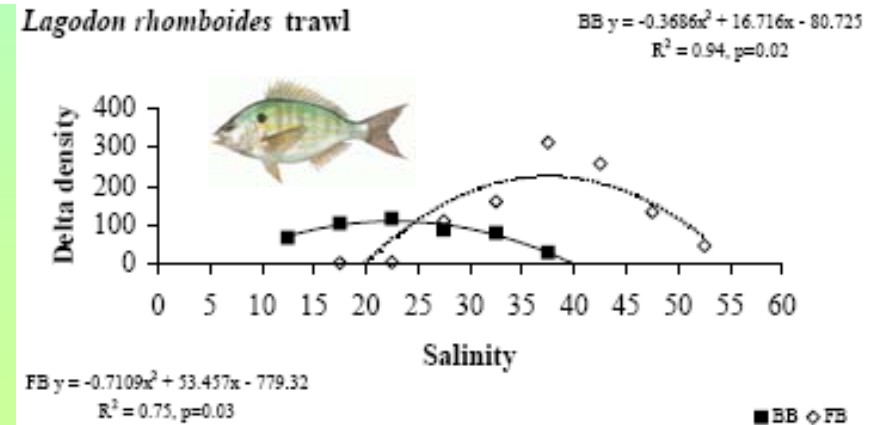 Lagodon rhomboides trawl
BB y = -0.3686x² + 16.716x - 80.725
R² = 0.94, p=0.02
Delta density
400
300
200
100
0
0 5 10 15 20 25 30 35 40 45 50 55 60
Salinity
FB y = -0.7109x² + 53.457x - 779.32
R² = 0.75, p=0.03
BB FB